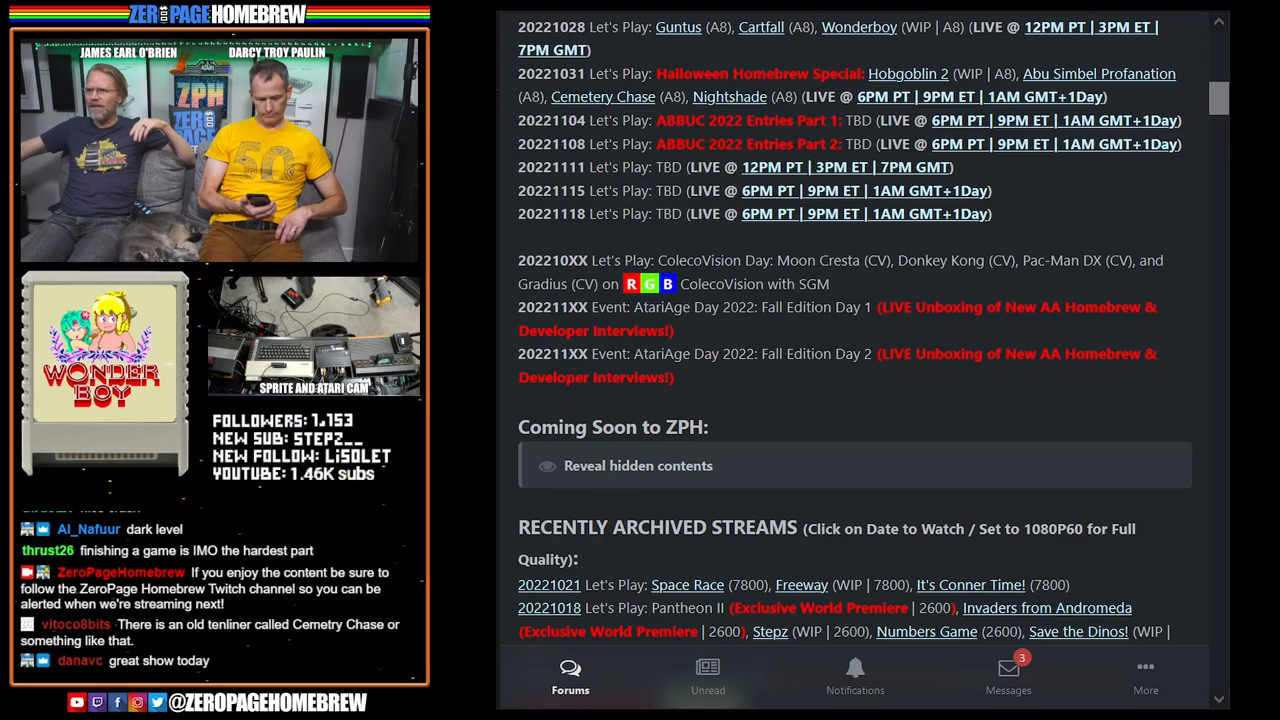 ZEROPAGEHOMEBREW
JAMES EARL O'BRIEN
DARCY TROY PAULIN
ZPH
50
WONDER BOY
SPRITE AND ATARI CAM
FOLLOWERS: 1,153
NEW SUB: STEPZ__
NEW FOLLOW: LISOLET
YOUTUBE: 1.46K subs
Al_Nafuur dark level
thrust26 finishing a game is IMO the hardest part
ZeroPageHomebrew If you enjoy the content be sure to
follow the ZeroPage Homebrew Twitch channel so you can be
alerted when we're streaming next!
vitoco8bits There is an old tenliner called Cemetry Chase or
something like that.
danavc great show today
@ZEROPAGEHOMEBREW
20221028 Let's Play: Guntus (A8), Cartfall (A8), Wonderboy (WIP | A8) (LIVE @ 12PM PT | 3PM ET |
7PM GMT)
20221031 Let's Play: Halloween Homebrew Special: Hobgoblin 2 (WIP | A8), Abu Simbel Profanation
(A8), Cemetery Chase (A8), Nightshade (A8) (LIVE @ 6PM PT | 9PM ET | 1AM GMT+1Day)
20221104 Let's Play: ABBUC 2022 Entries Part 1: TBD (LIVE @ 6PM PT | 9PM ET | 1AM GMT+1Day)
20221108 Let's Play: ABBUC 2022 Entries Part 2: TBD (LIVE @ 6PM PT | 9PM ET | 1AM GMT+1Day)
20221111 Let's Play: TBD (LIVE @ 12PM PT | 3PM ET | 7PM GMT)
20221115 Let's Play: TBD (LIVE @ 6PM PT | 9PM ET | 1AM GMT+1Day)
20221118 Let's Play: TBD (LIVE @ 6PM PT | 9PM ET | 1AM GMT+1Day)
202210XX Let's Play: ColecoVision Day: Moon Cresta (CV), Donkey Kong (CV), Pac-Man DX (CV), and
Gradius (CV) on R G B ColecoVision with SGM
202211XX Event: AtariAge Day 2022: Fall Edition Day 1 (LIVE Unboxing of New AA Homebrew &
Developer Interviews!)
202211XX Event: AtariAge Day 2022: Fall Edition Day 2 (LIVE Unboxing of New AA Homebrew &
Developer Interviews!)
Coming Soon to ZPH:
Reveal hidden contents
RECENTLY ARCHIVED STREAMS (Click on Date to Watch / Set to 1080P60 for Full
Quality):
20221021 Let's Play: Space Race (7800), Freeway (WIP | 7800), It's Conner Time! (7800)
20221018 Let's Play: Pantheon II (Exclusive World Premiere | 2600), Invaders from Andromeda
(Exclusive World Premiere | 2600), Stepz (WIP | 2600), Numbers Game (2600), Save the Dinos! (WIP |
3
Forums
Unread
Notifications
Messages
More